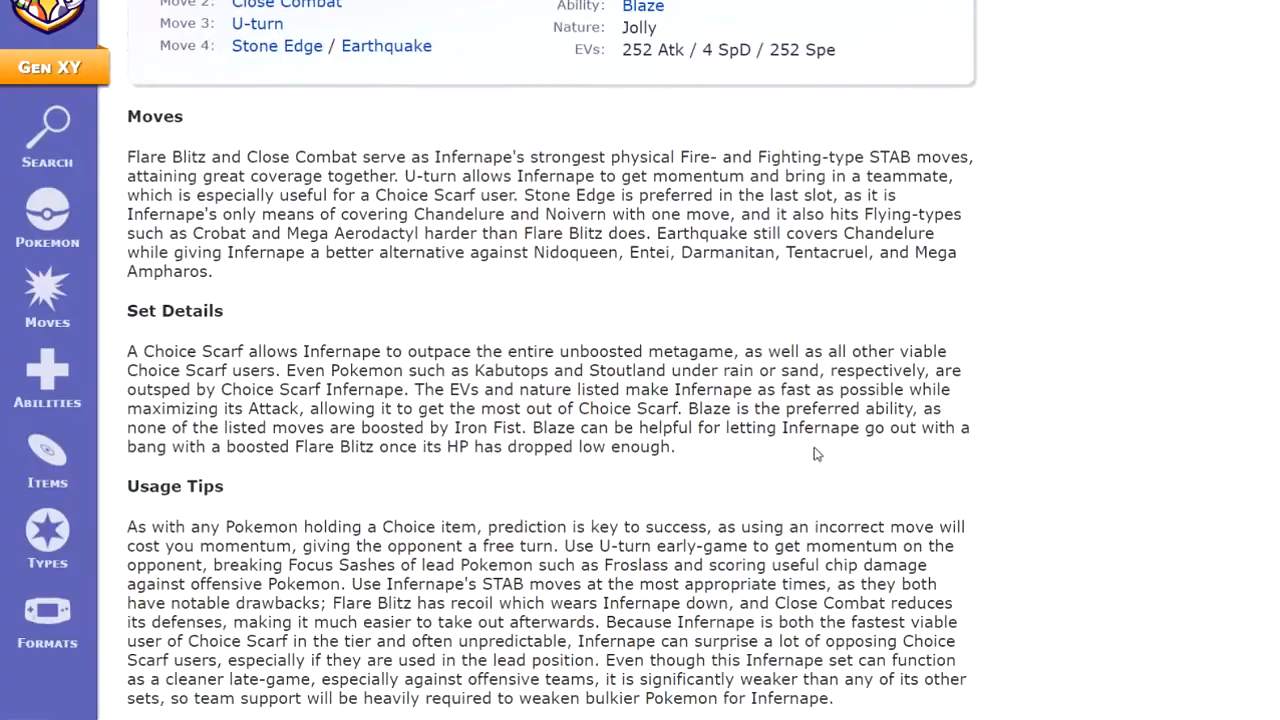 Move 2: Close Combat
Ability: Blaze
Move 3: U-turn
Nature: Jolly
Move 4: Stone Edge / Earthquake
EVs: 252 Atk / 4 SpD / 252 Spe
GEN XY
SEARCH
POKEMON
MOVES
ABILITIES
ITEMS
TYPES
FORMATS
Moves
Flare Blitz and Close Combat serve as Infernape's strongest physical Fire- and Fighting-type STAB moves,
attaining great coverage together. U-turn allows Infernape to get momentum and bring in a teammate,
which is especially useful for a Choice Scarf user. Stone Edge is preferred in the last slot, as it is
Infernape's only means of covering Chandelure and Noivern with one move, and it also hits Flying-types
such as Crobat and Mega Aerodactyl harder than Flare Blitz does. Earthquake still covers Chandelure
while giving Infernape a better alternative against Nidoqueen, Entei, Darmanitan, Tentacruel, and Mega
Ampharos.
Set Details
A Choice Scarf allows Infernape to outpace the entire unboosted metagame, as well as all other viable
Choice Scarf users. Even Pokemon such as Kabutops and Stoutland under rain or sand, respectively, are
outsped by Choice Scarf Infernape. The EVs and nature listed make Infernape as fast as possible while
maximizing its Attack, allowing it to get the most out of Choice Scarf. Blaze is the preferred ability, as
none of the listed moves are boosted by Iron Fist. Blaze can be helpful for letting Infernape go out with a
bang with a boosted Flare Blitz once its HP has dropped low enough.
Usage Tips
As with any Pokemon holding a Choice item, prediction is key to success, as using an incorrect move will
cost you momentum, giving the opponent a free turn. Use U-turn early-game to get momentum on the
opponent, breaking Focus Sashes of lead Pokemon such as Froslass and scoring useful chip damage
against offensive Pokemon. Use Infernape's STAB moves at the most appropriate times, as they both
have notable drawbacks; Flare Blitz has recoil which wears Infernape down, and Close Combat reduces
its defenses, making it much easier to take out afterwards. Because Infernape is both the fastest viable
user of Choice Scarf in the tier and often unpredictable, Infernape can surprise a lot of opposing Choice
Scarf users, especially if they are used in the lead position. Even though this Infernape set can function
as a cleaner late-game, especially against offensive teams, it is significantly weaker than any of its other
sets, so team support will be heavily required to weaken bulkier Pokemon for Infernape.